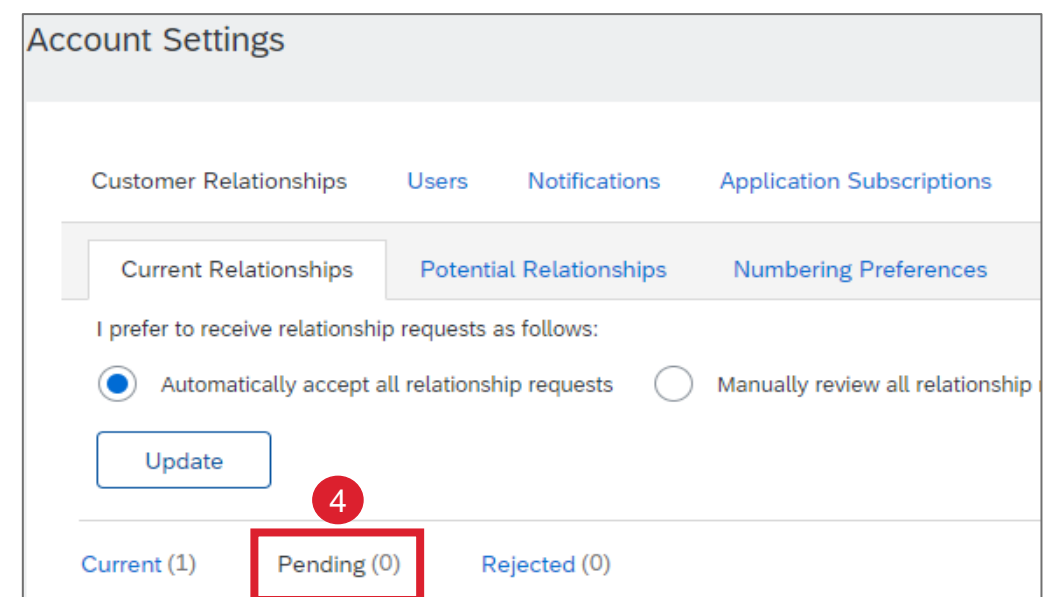 Account Settings
Customer Relationships Users Notifications Application Subscriptions
Current Relationships Potential Relationships Numbering Preferences
I prefer to receive relationship requests as follows:
Automatically accept all relationship requests Manually review all relationship
Update
4
Current (1) Pending (0) Rejected (0)